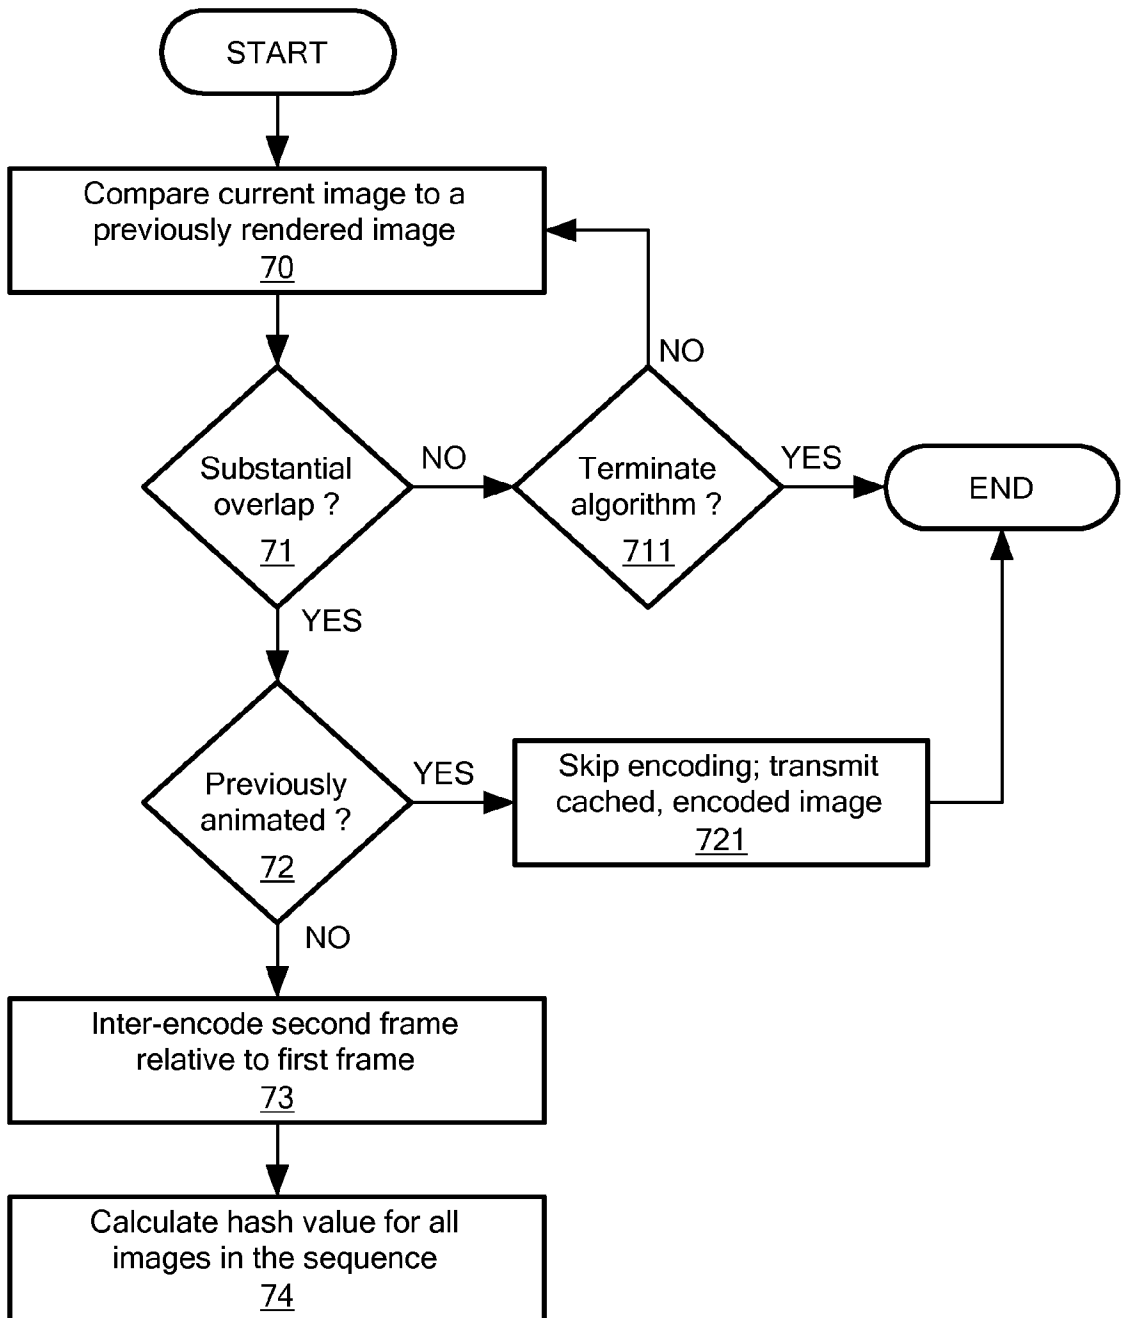 START
Compare current image to a
previously rendered image
70
NO
Substantial
overlap ?
71
NO
Terminate
algorithm ?
711
YES
END
YES
Previously
animated ?
72
YES
Skip encoding; transmit
cached, encoded image
721
NO
Inter-encode second frame
relative to first frame
73
Calculate hash value for all
images in the sequence
74